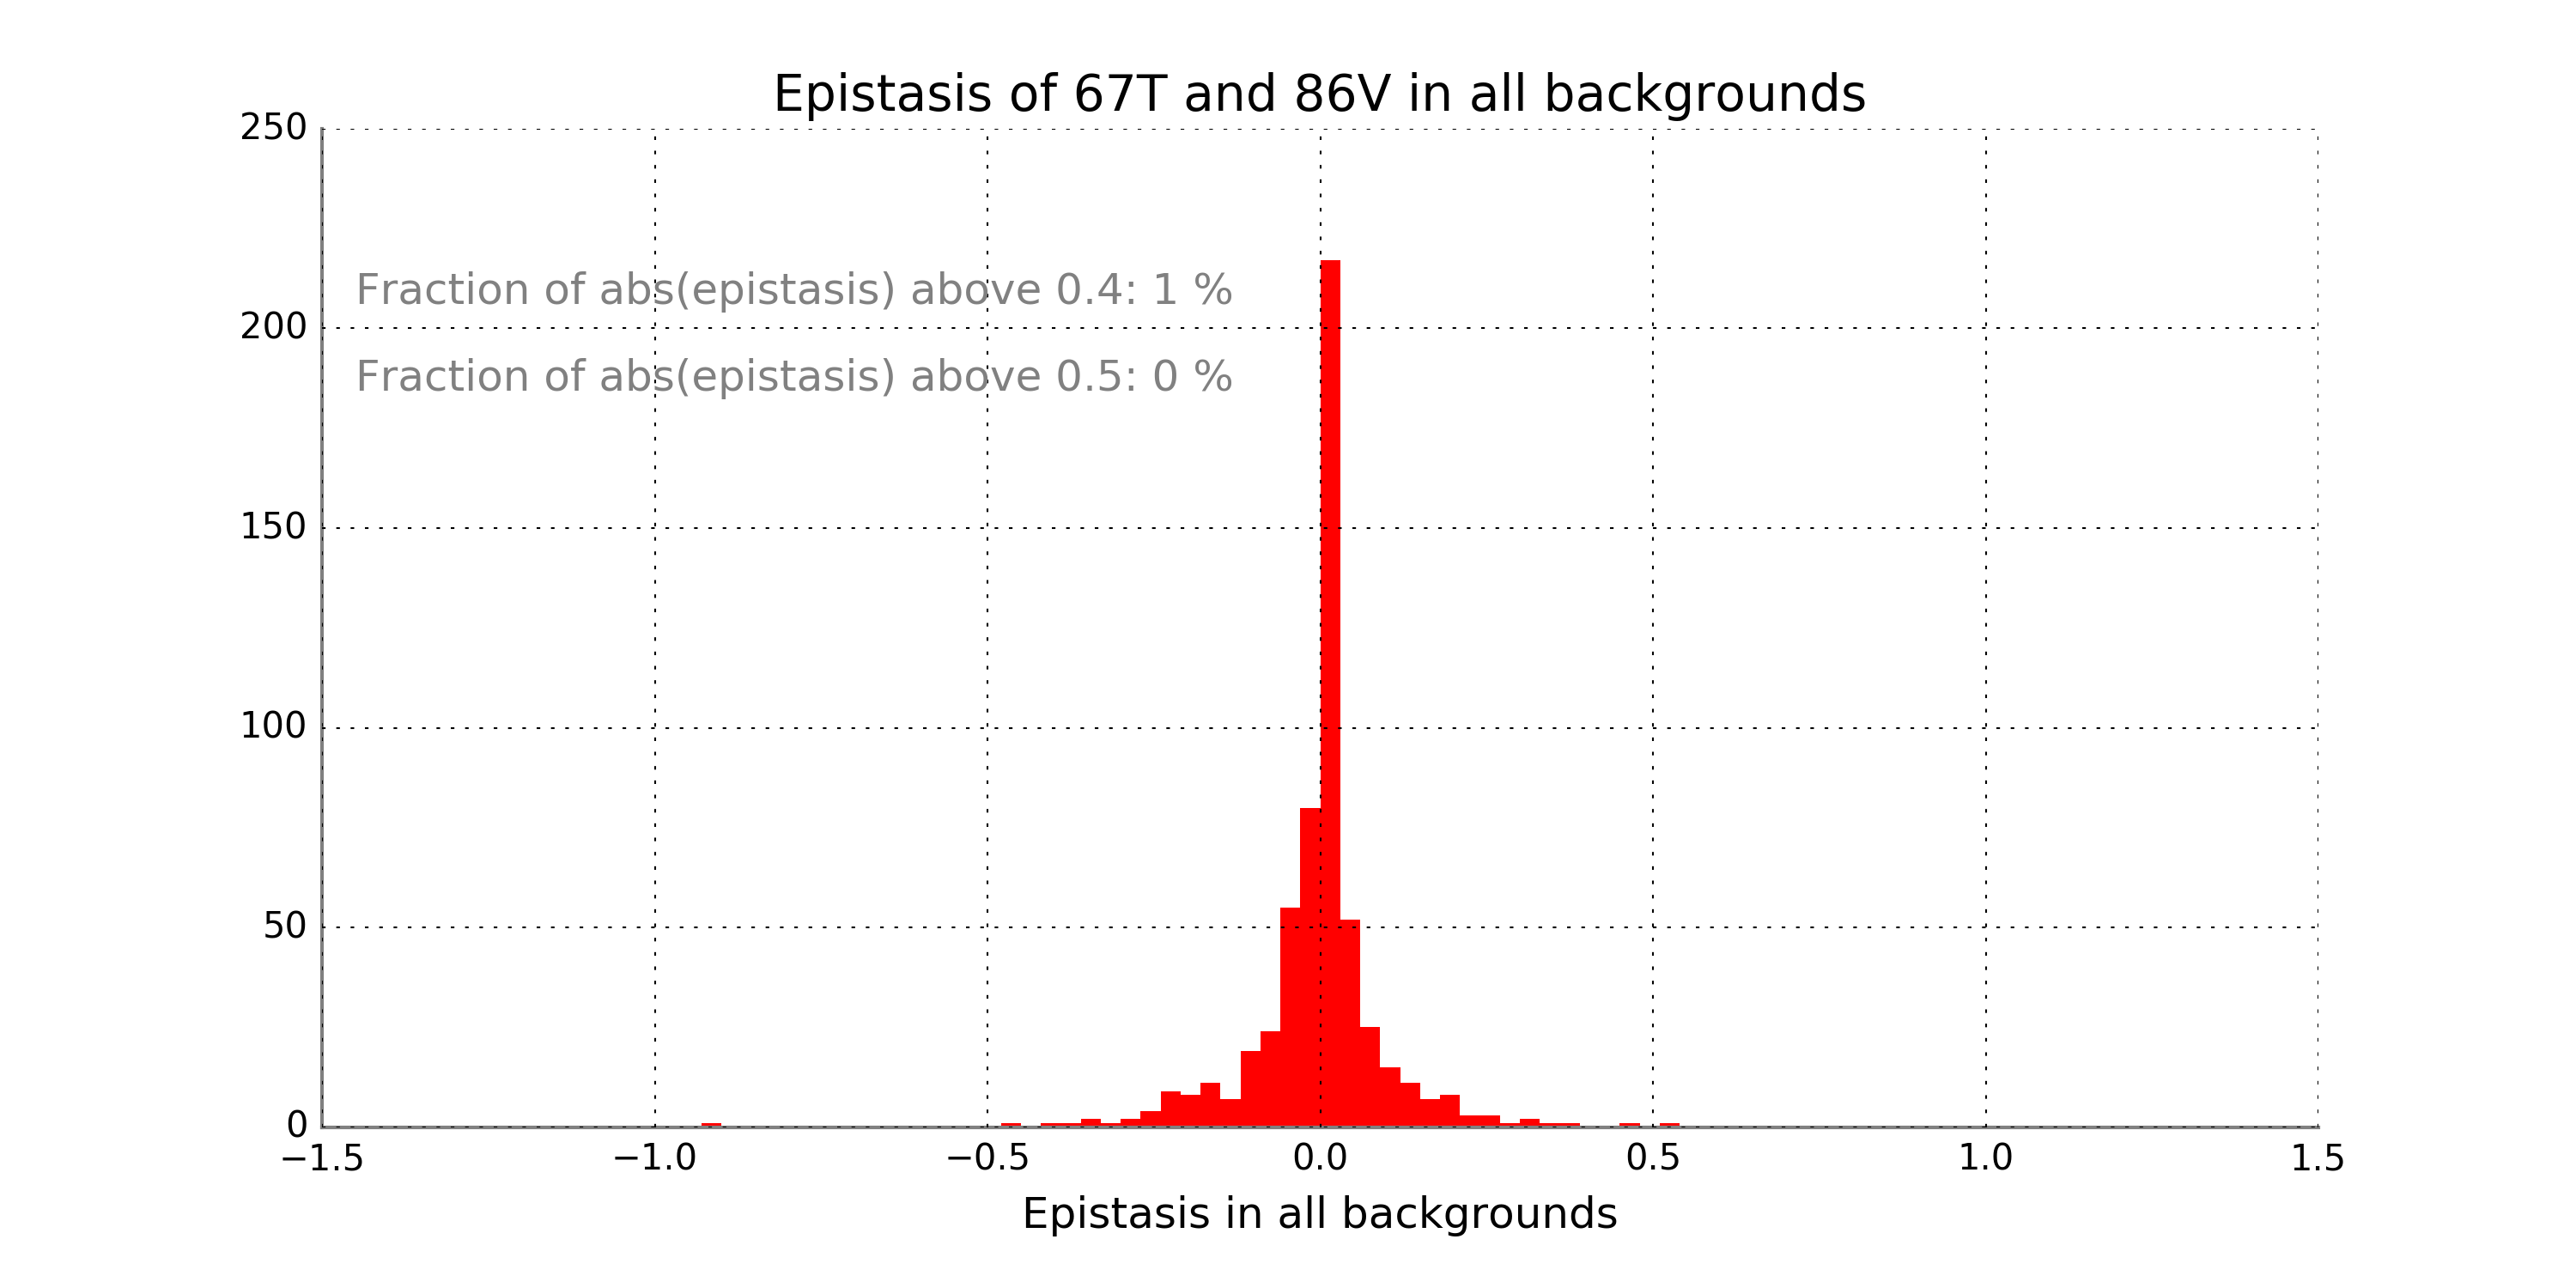 Epistasis of 67T and 86V in all backgrounds
250
Fraction of abs(epistasis) above 0.4: 1 %
200
Fraction of abs(epistasis) above 0.5: 0 %
150
100
50
0
−1.5 −1.0 −0.5 0.0 0.5 1.0 1.5
Epistasis in all backgrounds